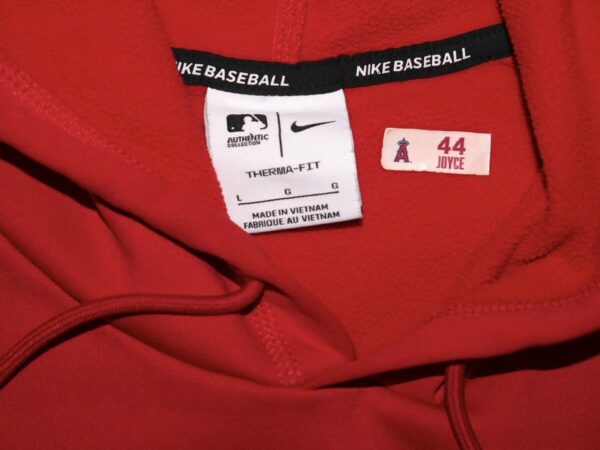 NIKE BASEBALL
NIKE BASEBALL
AUTHENTIC
COLLECTION
THERMA-FIT
L G G
MADE IN VIETNAM
FABRIQUE AU VIETNAM
A 44
JOYCE